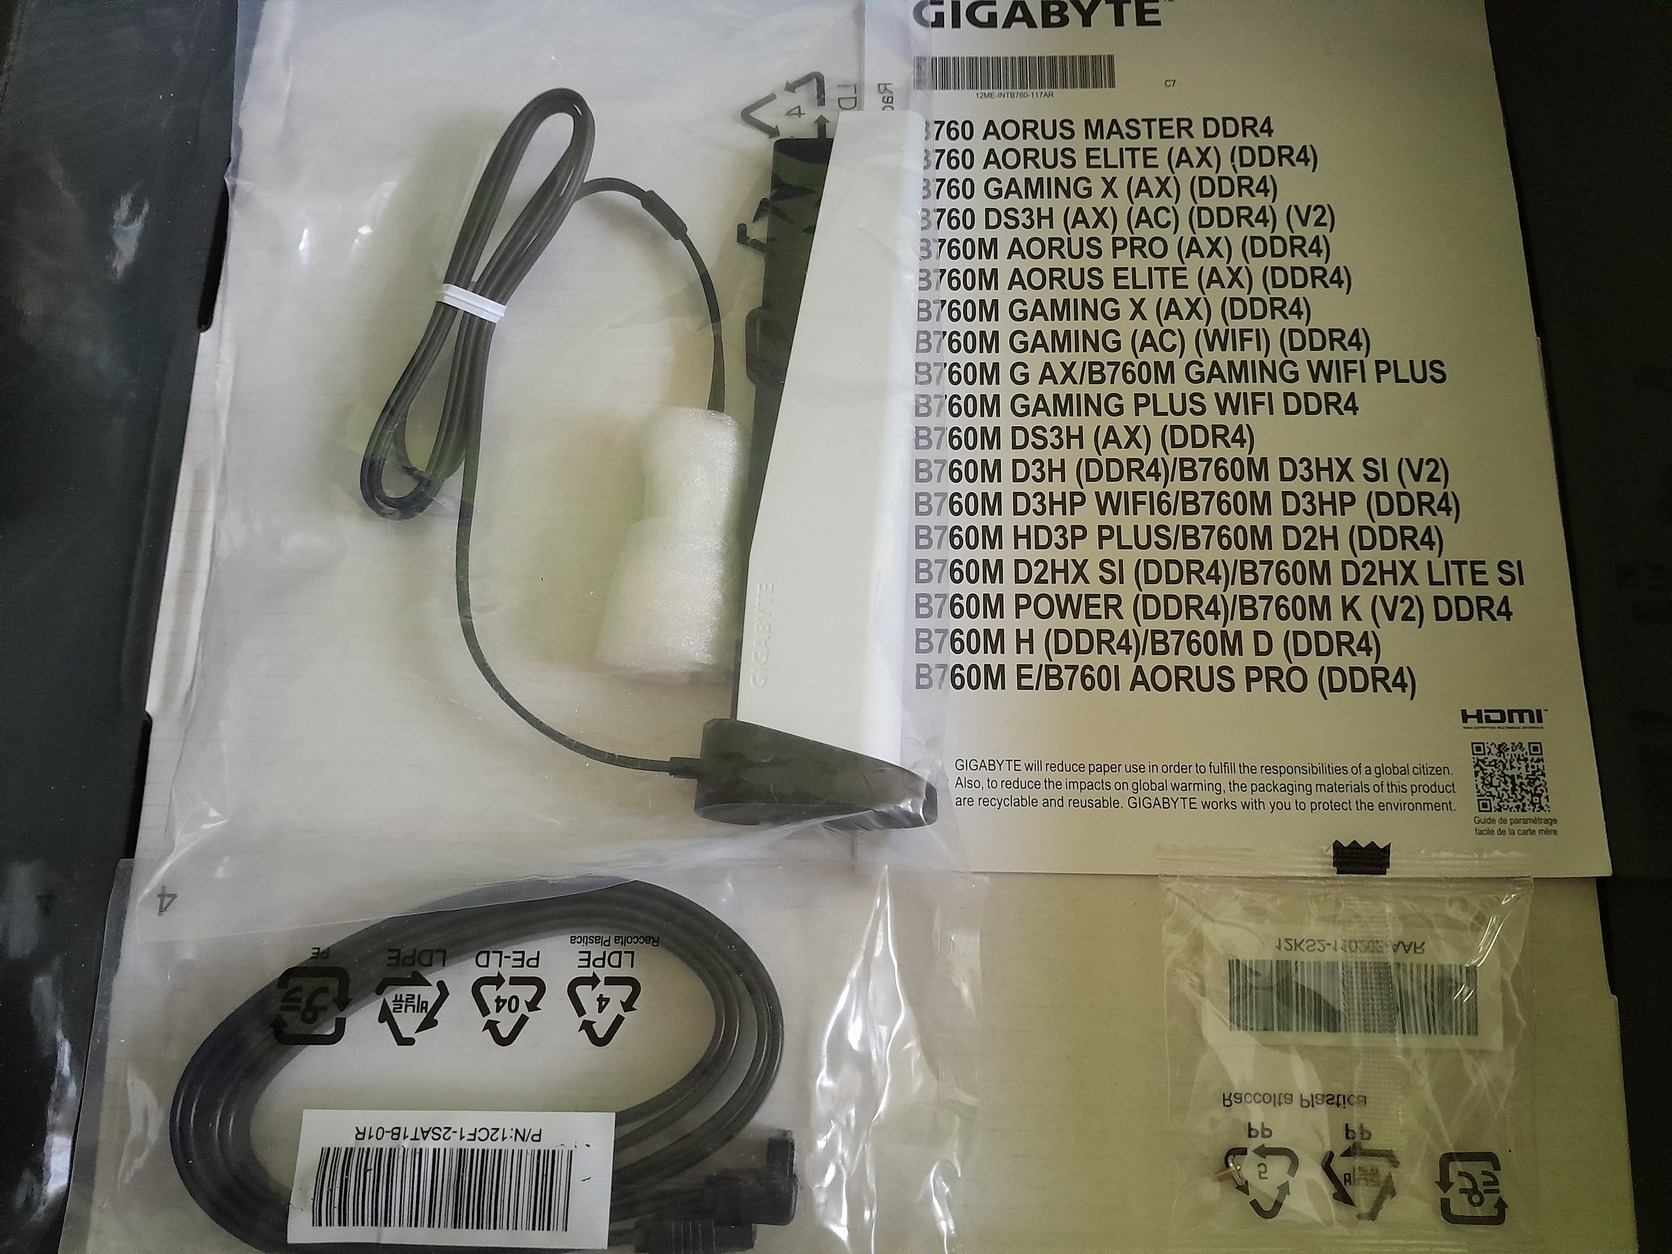 GIGABYTE™
12ME-INTB760-117AR
C7
B760 AORUS MASTER DDR4
B760 AORUS ELITE (AX) (DDR4)
B760 GAMING X (AX) (DDR4)
B760 DS3H (AX) (AC) (DDR4) (V2)
B760M AORUS PRO (AX) (DDR4)
B760M AORUS ELITE (AX) (DDR4)
B760M GAMING X (AX) (DDR4)
B760M GAMING (AC) (WIFI) (DDR4)
B760M G AX/B760M GAMING WIFI PLUS
B760M GAMING PLUS WIFI DDR4
B760M DS3H (AX) (DDR4)
B760M D3H (DDR4)/B760M D3HX SI (V2)
B760M D3HP WIFI6/B760M D3HP (DDR4)
B760M HD3P PLUS/B760M D2H (DDR4)
B760M D2HX SI (DDR4)/B760M D2HX LITE SI
B760M POWER (DDR4)/B760M K (V2) DDR4
B760M H (DDR4)/B760M D (DDR4)
B760M E/B760I AORUS PRO (DDR4)
HDMI™
GIGABYTE will reduce paper use in order to fulfill the responsibilities of a global citizen.
Also, to reduce the impacts on global warming, the packaging materials of this product
are recyclable and reusable. GIGABYTE works with you to protect the environment.
Guide de paramétrage
facile de la carte mère
4
LD
GIGABYTE
4
Raccolta Plastica
LDPE
PE-LD
LDPE
PE
4
04
P/N:12CF1-2SAT1B-01R
Raccolta Plastica
PP
PP
5